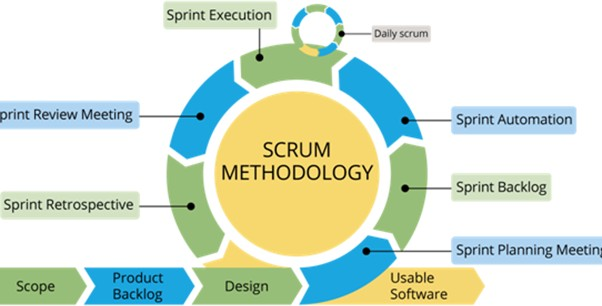 Sprint Execution
Daily scrum
print Review Meeting
Sprint Automation
SCRUM
METHODOLOGY
Sprint Backlog
Sprint Retrospective
Sprint Planning Meeting
Scope
Product
Backlog
Design
Usable
Software